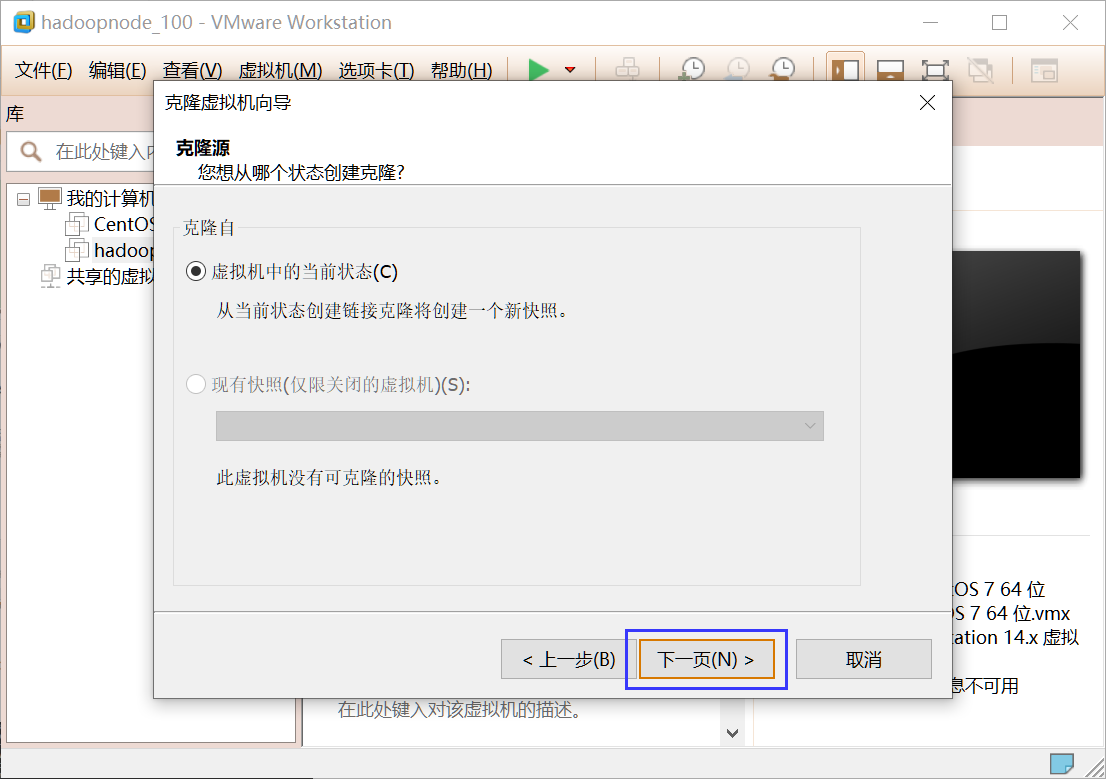 hadoopnode_100 - VMware Workstation
文件(F) 编辑(E) 查看(V) 虚拟机(M) 选项卡(T) 帮助(H)
克隆虚拟机向导
库
克隆源
您想从哪个状态创建克隆?
在此处键入
我的计算机
CentOS
hadoop
共享的虚拟
克隆自
虚拟机中的当前状态(C)
从当前状态创建链接克隆将创建一个新快照。
现有快照(仅限关闭的虚拟机)(S):
此虚拟机没有可克隆的快照。
OS 7 64 位
OS 7 64 位.vmx
ation 14.x 虚拟
息不可用
< 上一步(B) 下一页(N) > 取消
在此处键入对该虚拟机的描述。